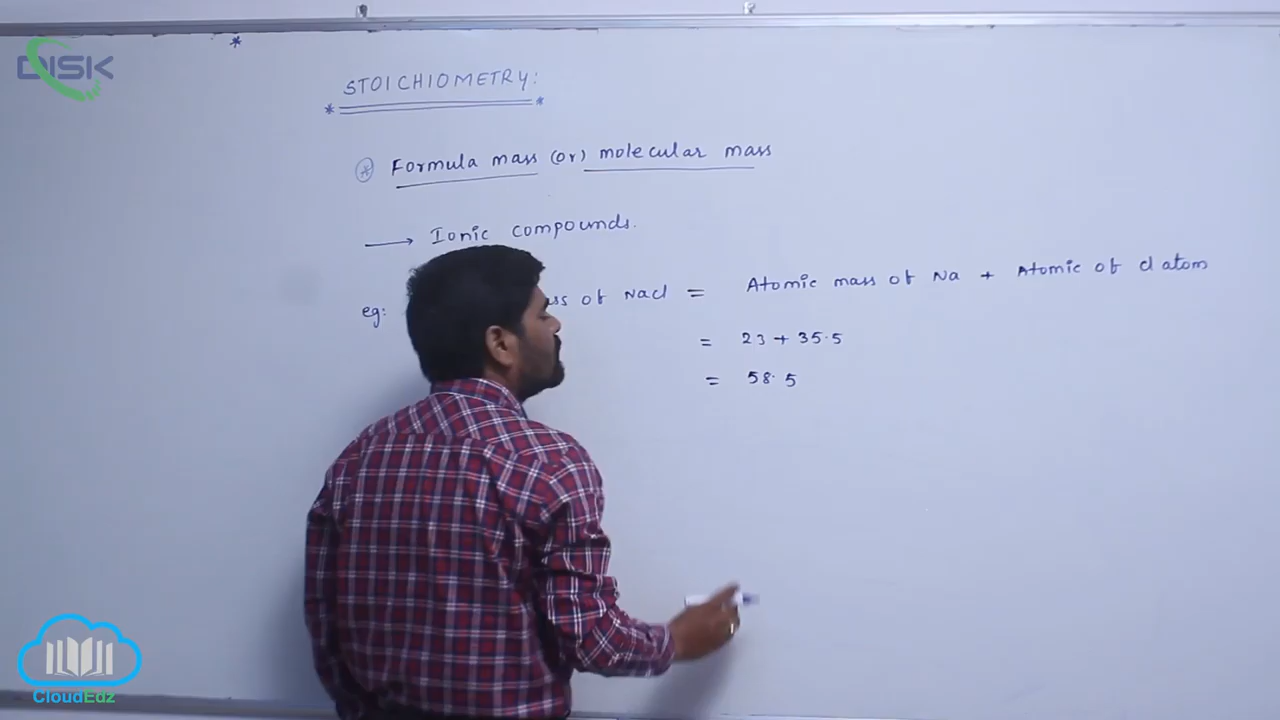 DISK
STOICHIOMETRY:
* Formula mass (or) molecular mass
→ Ionic compounds.
eg: of NaCl = Atomic mass of Na + Atomic of Cl atom
= 23 + 35.5
= 58.5
CloudEdz